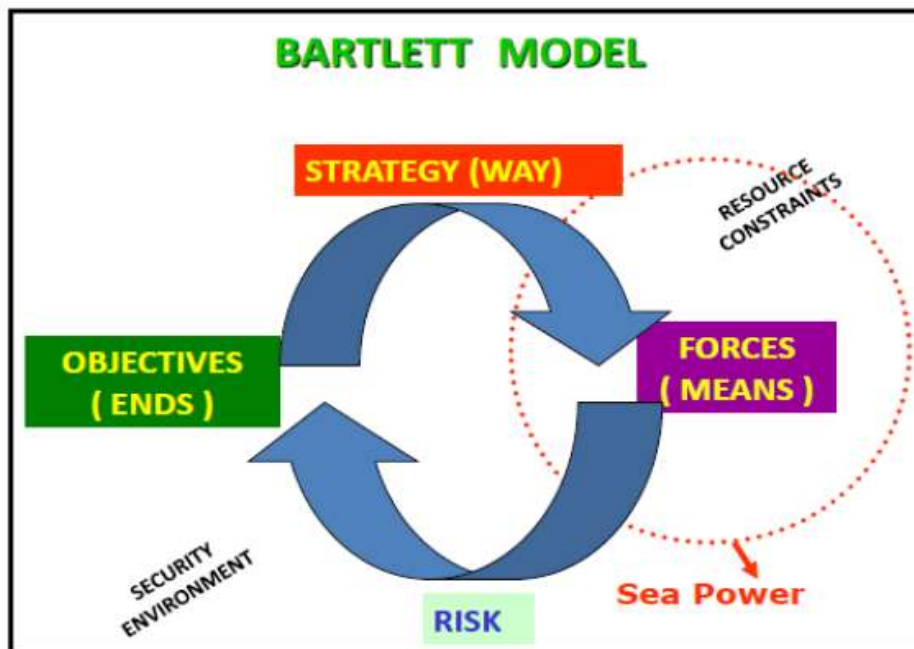 BARTLETT MODEL
STRATEGY (WAY)
RESOURCE
CONSTRAINTS
OBJECTIVES
( ENDS )
FORCES
( MEANS )
SECURITY
ENVIRONMENT
Sea Power
RISK